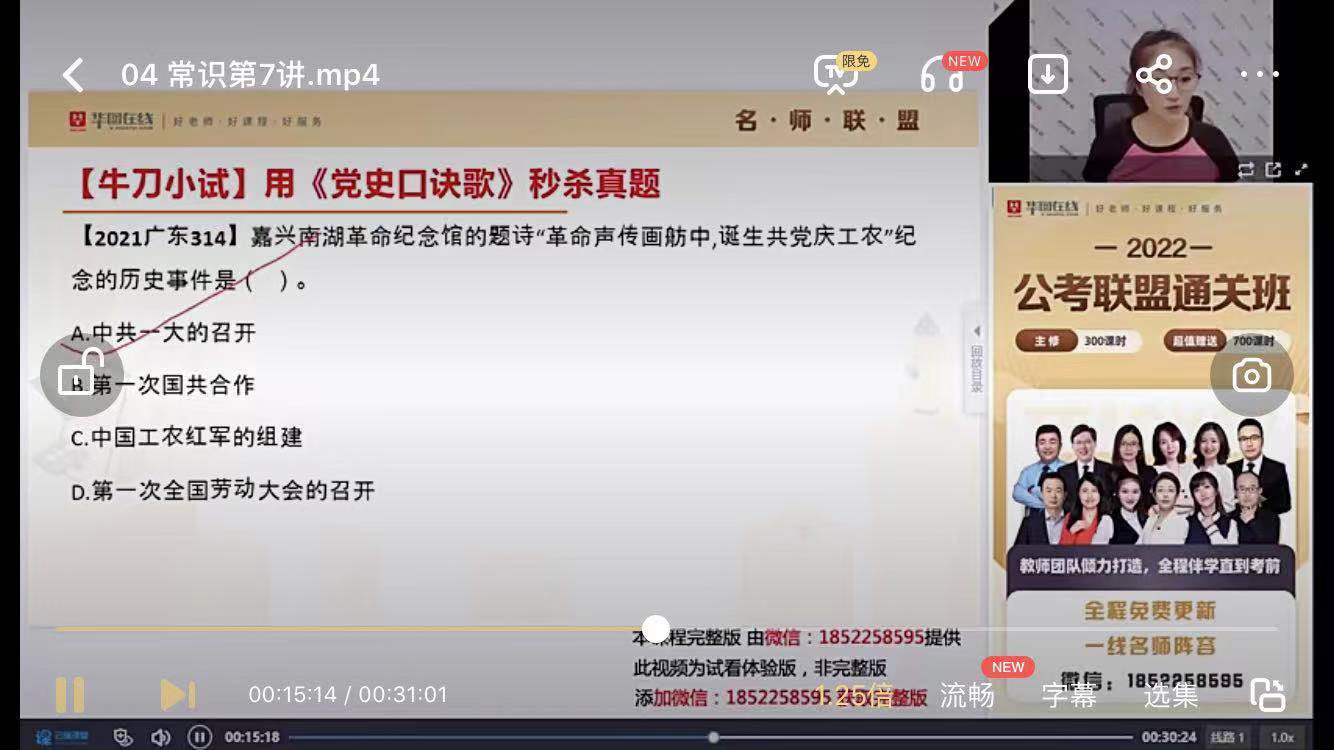 04 常识第7讲.mp4
限免
NEW
华图在线 | 好老师·好课程·好服务
名·师·联·盟
【牛刀小试】用《党史口诀歌》秒杀真题
【2021广东314】嘉兴南湖革命纪念馆的题诗“革命声传画舫中,诞生共党庆工农”纪
念的历史事件是( )。
A.中共一大的召开
B.第一次国共合作
C.中国工农红军的组建
D.第一次全国劳动大会的召开
回放目录
华图在线 | 好老师·好课程·好服务
—2022—
公考联盟通关班
主修 300课时
超值赠送 700课时
教师团队倾力打造，全程伴学直到考前
全程免费更新
一线名师阵容
微信：1852258595
本课程完整版 由微信：1852258595提供
此视频为试看体验版，非完整版
添加微信：1852258595 整版
00:15:14 / 00:31:01
1.25倍
流畅
NEW
字幕
选集
00:15:18
00:30:24
线路1
1.0x